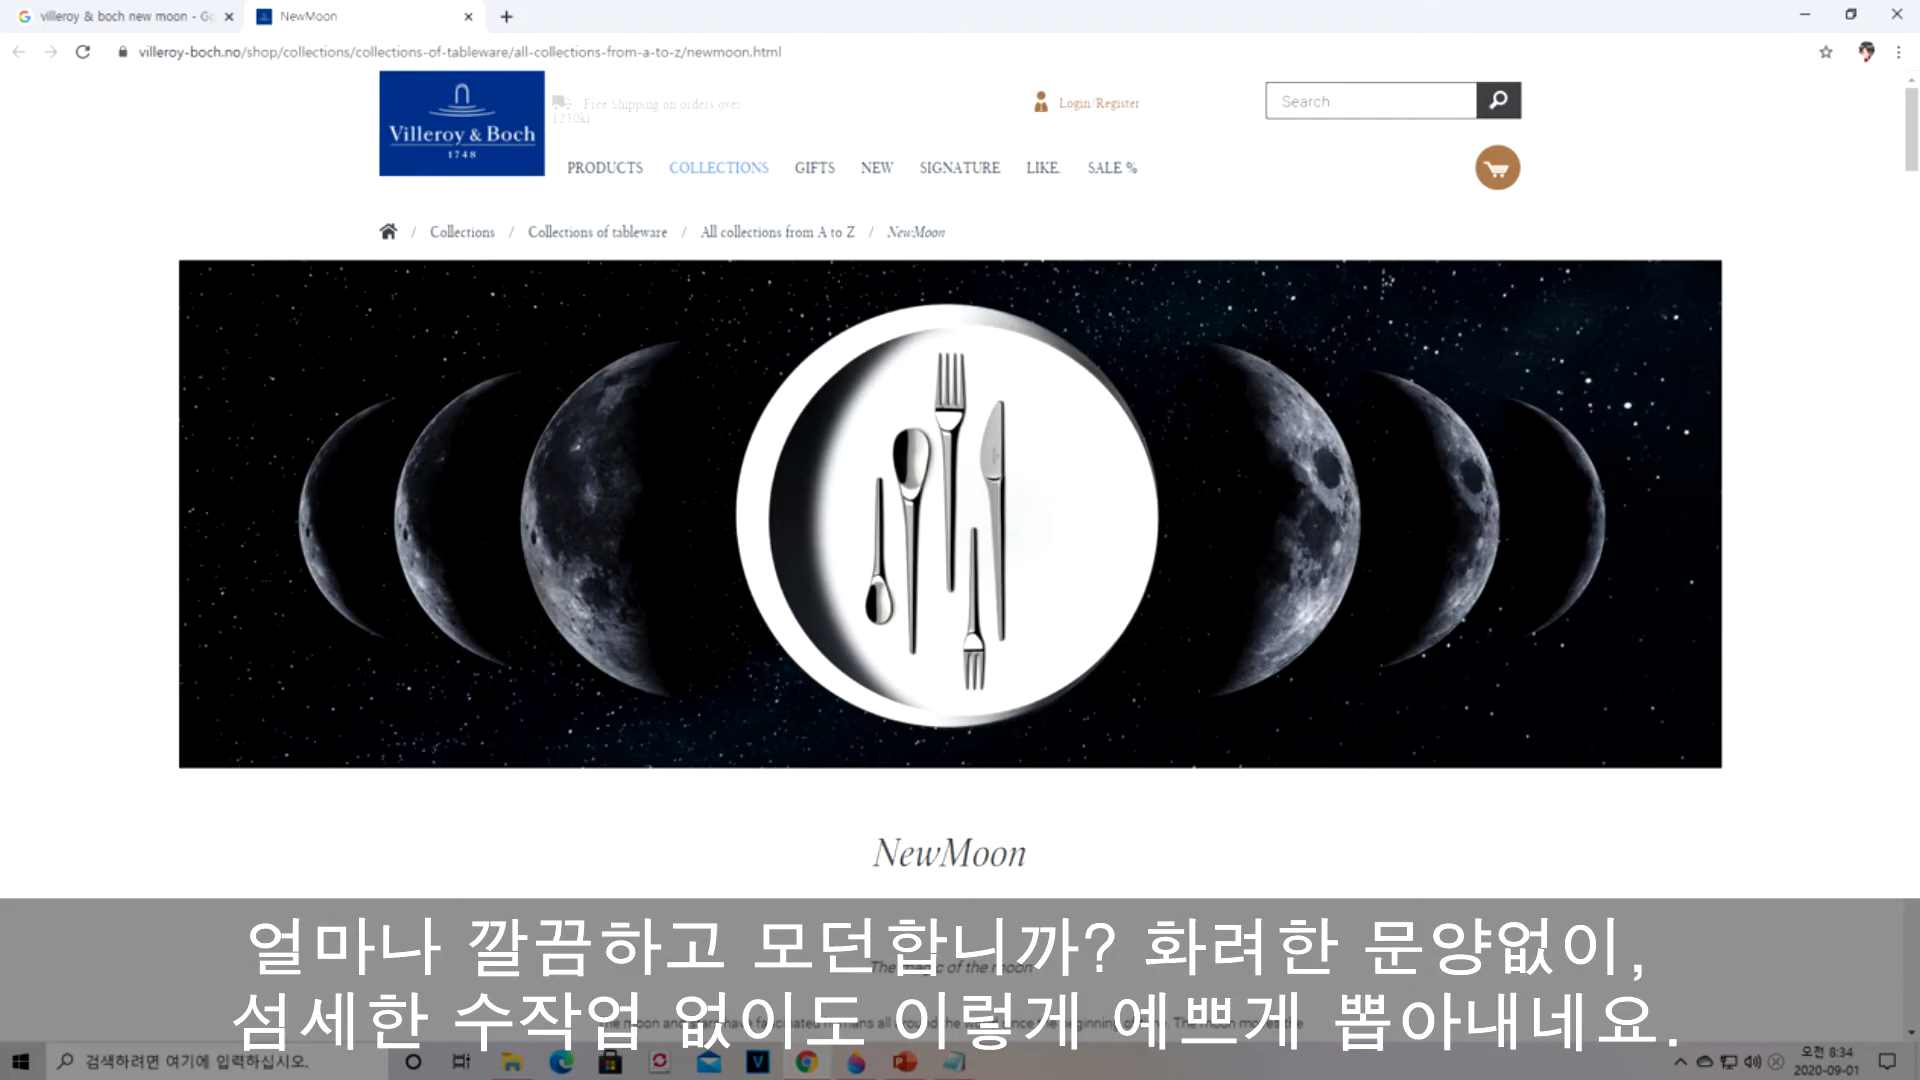 villeroy & boch new moon - Go
NewMoon
villeroy-boch.no/shop/collections/collections-of-tableware/all-collections-from-a-to-z/newmoon.html
Villeroy & Boch
1748
Free Shipping on orders over
1250kr
Login/Register
Search
PRODUCTS COLLECTIONS GIFTS NEW SIGNATURE LIKE. SALE %
/ Collections / Collections of tableware / All collections from A to Z / NewMoon
NewMoon
The magic of the moon
얼마나 깔끔하고 모던합니까? 화려한 문양없이,
섬세한 수작업 없이도 이렇게 예쁘게 뽑아내네요.
검색하려면 여기에 입력하십시오.
오전 8:34
2020-09-01